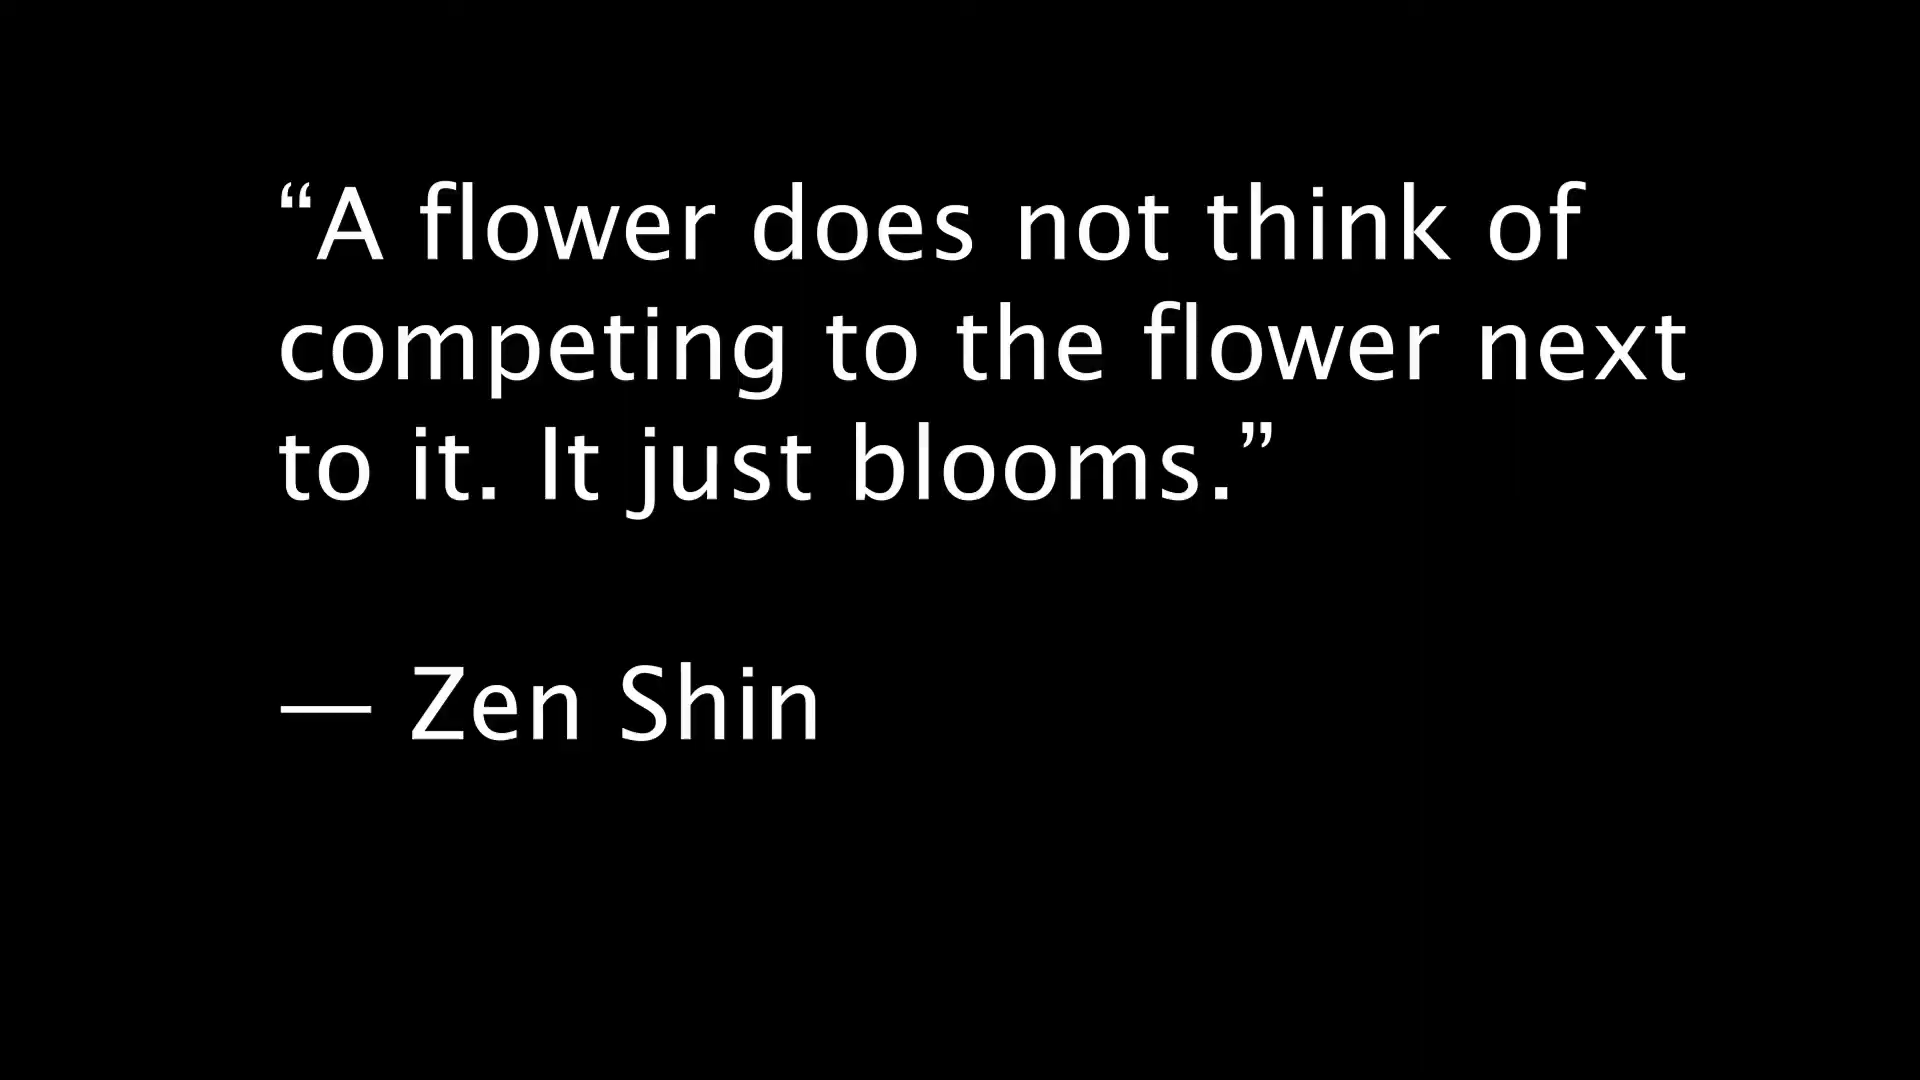 “A flower does not think of
competing to the flower next
to it. It just blooms.”
— Zen Shin